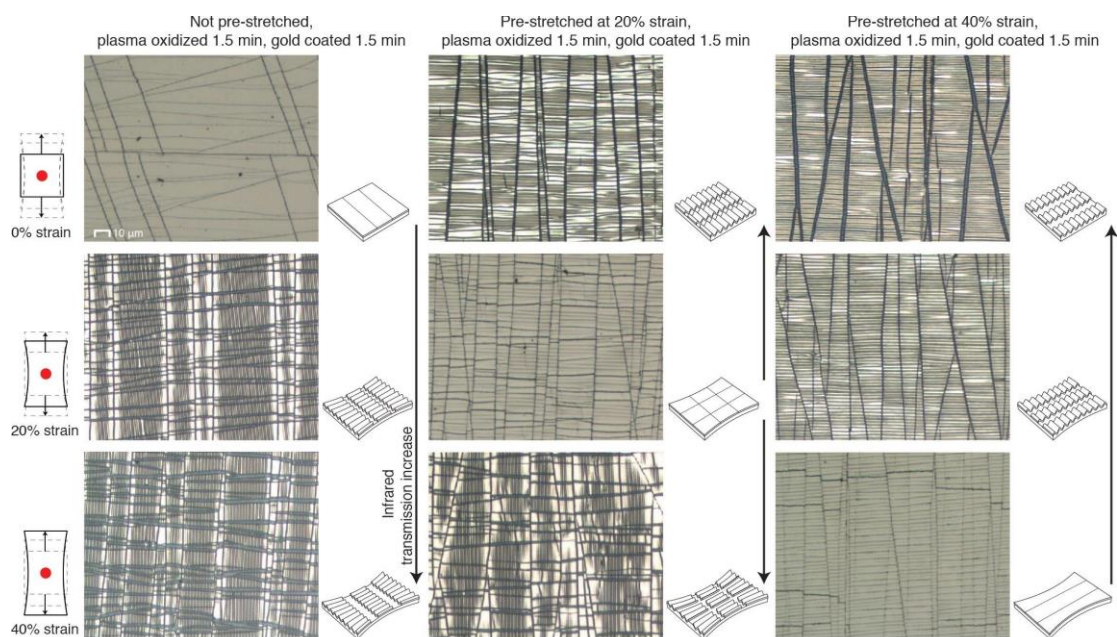 Not pre-stretched,
plasma oxidized 1.5 min, gold coated 1.5 min
Pre-stretched at 20% strain,
plasma oxidized 1.5 min, gold coated 1.5 min
Pre-stretched at 40% strain,
plasma oxidized 1.5 min, gold coated 1.5 min
0% strain
10 μm
20% strain
Infrared
transmission increase
40% strain